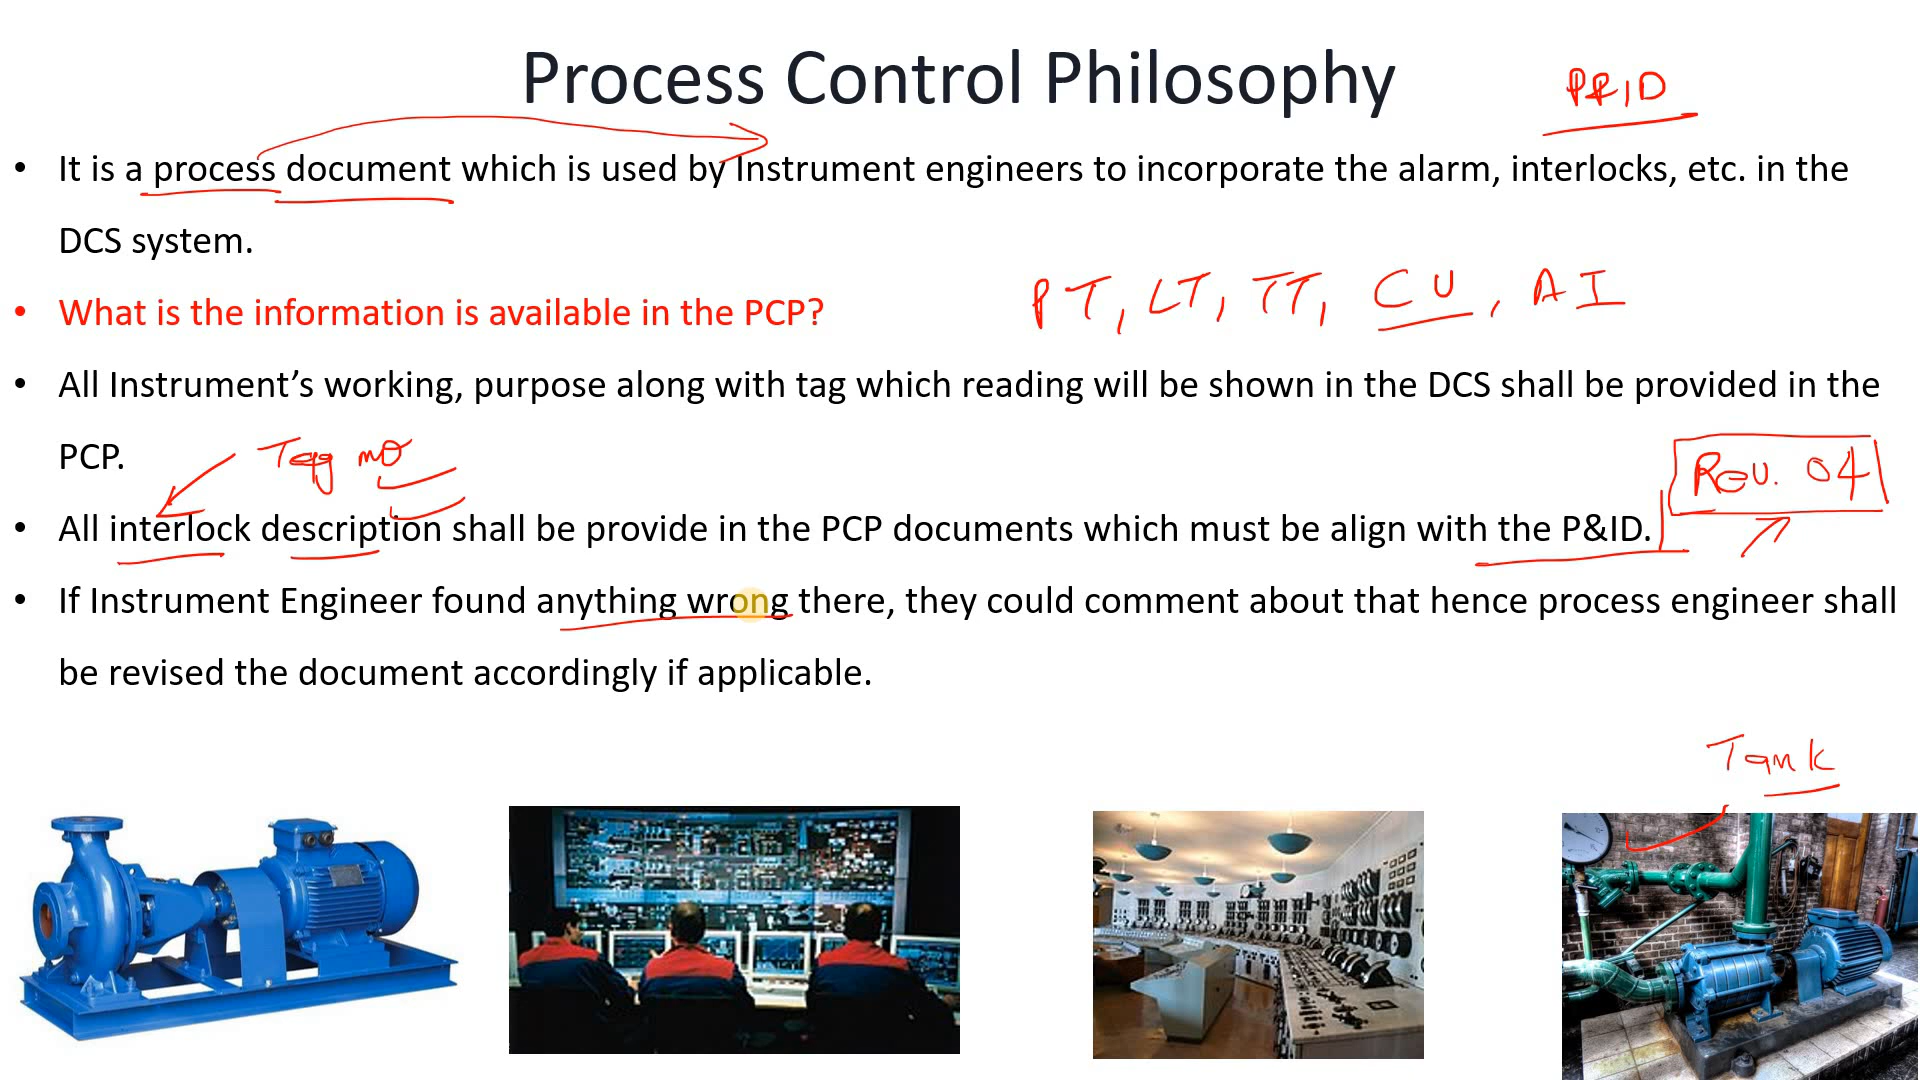 Process Control Philosophy
P&ID
• It is a process document which is used by Instrument engineers to incorporate the alarm, interlocks, etc. in the
DCS system.
PT, LT, TT, CV, AI
• What is the information is available in the PCP?
• All Instrument’s working, purpose along with tag which reading will be shown in the DCS shall be provided in the
PCP.
Tag no
Rev. 04
• All interlock description shall be provide in the PCP documents which must be align with the P&ID.
• If Instrument Engineer found anything wrong there, they could comment about that hence process engineer shall
be revised the document accordingly if applicable.
Tank